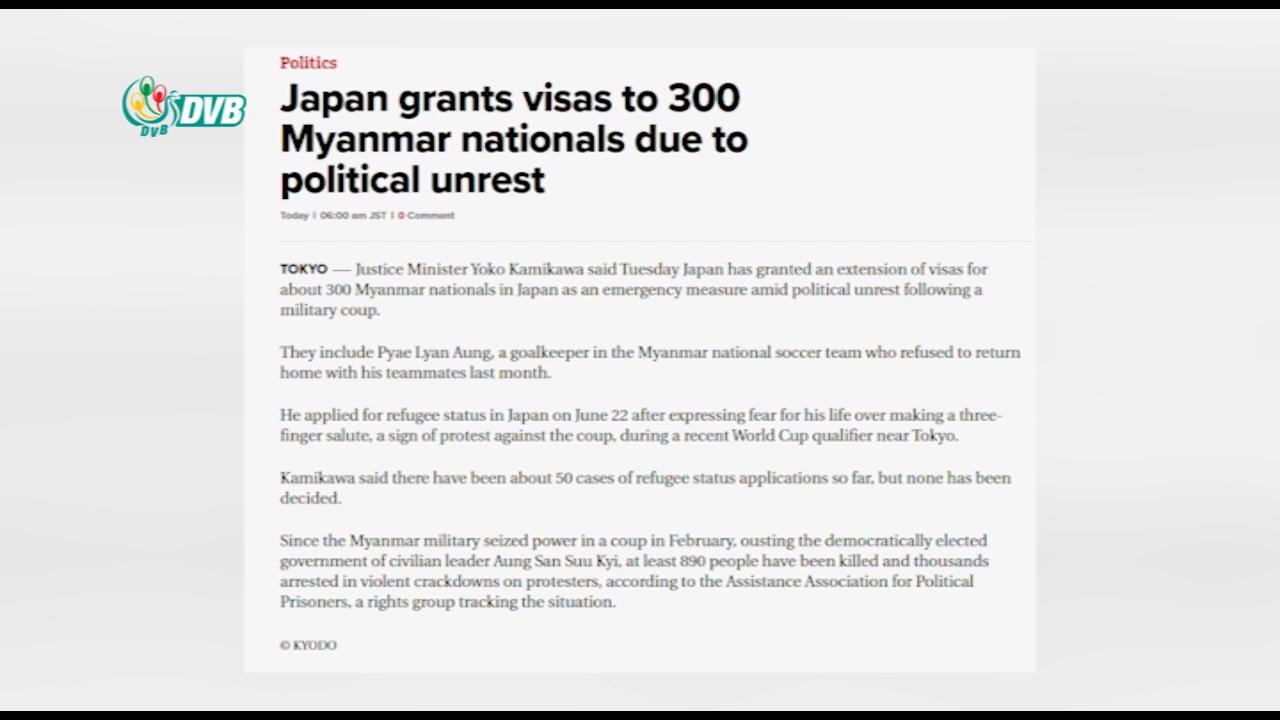 Politics
Japan grants visas to 300
Myanmar nationals due to
political unrest
Today | 06:00 am JST | 0 Comment
TOKYO — Justice Minister Yoko Kamikawa said Tuesday Japan has granted an extension of visas for
about 300 Myanmar nationals in Japan as an emergency measure amid political unrest following a
military coup.
They include Pyae Lyan Aung, a goalkeeper in the Myanmar national soccer team who refused to return
home with his teammates last month.
He applied for refugee status in Japan on June 22 after expressing fear for his life over making a three-
finger salute, a sign of protest against the coup, during a recent World Cup qualifier near Tokyo.
Kamikawa said there have been about 50 cases of refugee status applications so far, but none has been
decided.
Since the Myanmar military seized power in a coup in February, ousting the democratically elected
government of civilian leader Aung San Suu Kyi, at least 890 people have been killed and thousands
arrested in violent crackdowns on protesters, according to the Assistance Association for Political
Prisoners, a rights group tracking the situation.
© KYODO
DVB
DVB